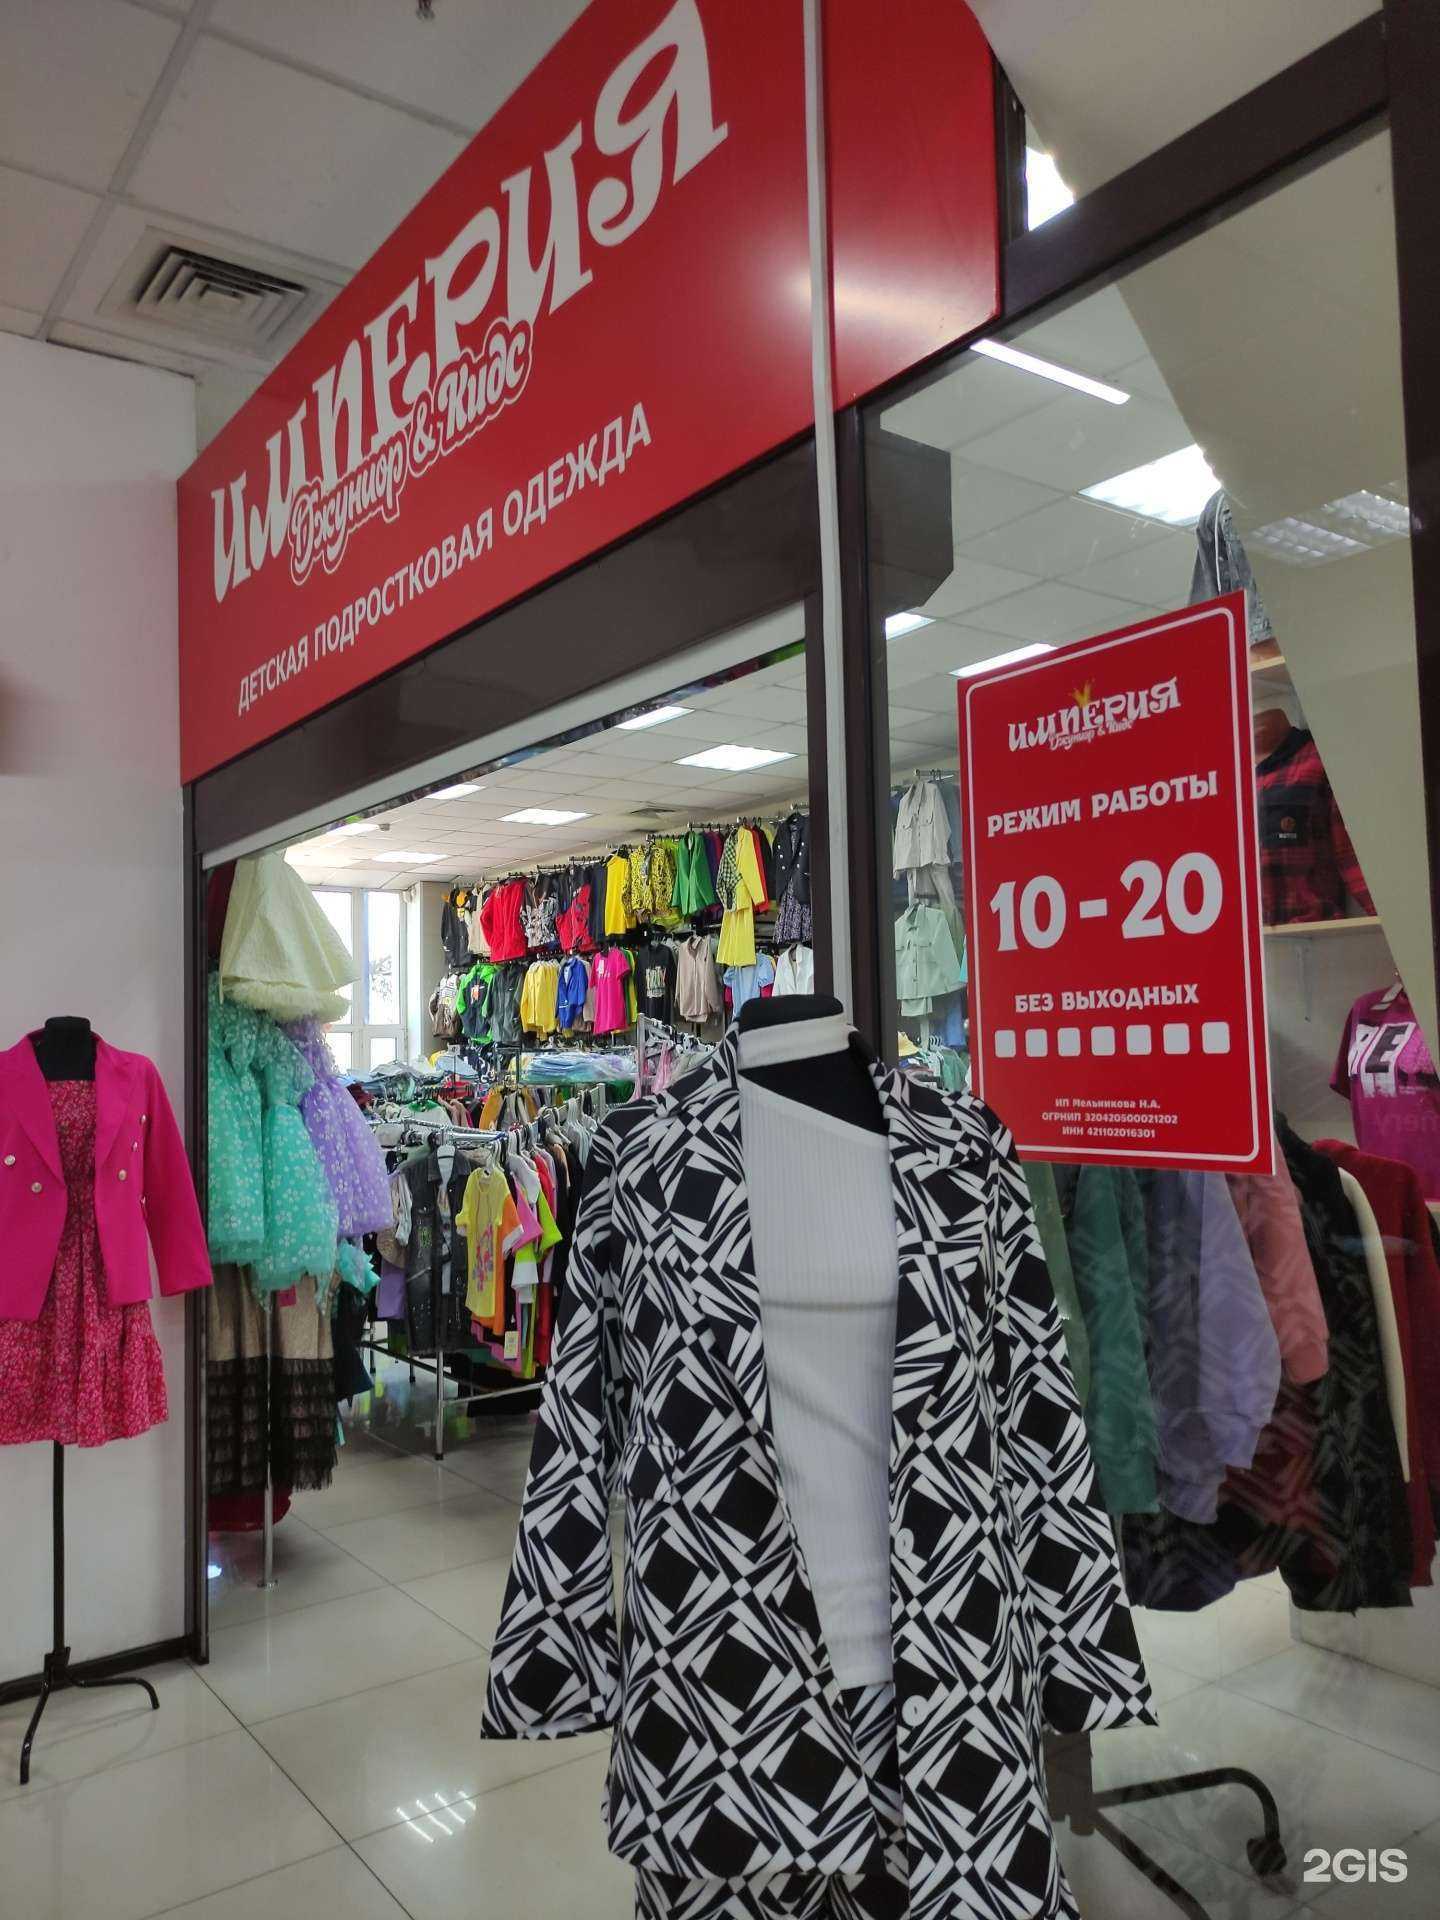 ИМПЕРИЯ
Джуниор & Кидс
ДЕТСКАЯ ПОДРОСТКОВАЯ ОДЕЖДА
ИМПЕРИЯ
Джуниор & Кидс
РЕЖИМ РАБОТЫ
10-20
БЕЗ ВЫХОДНЫХ
ИП Мельникова Н.А.
ОГРНИП 320420500021202
ИНН 421102016301
2GIS